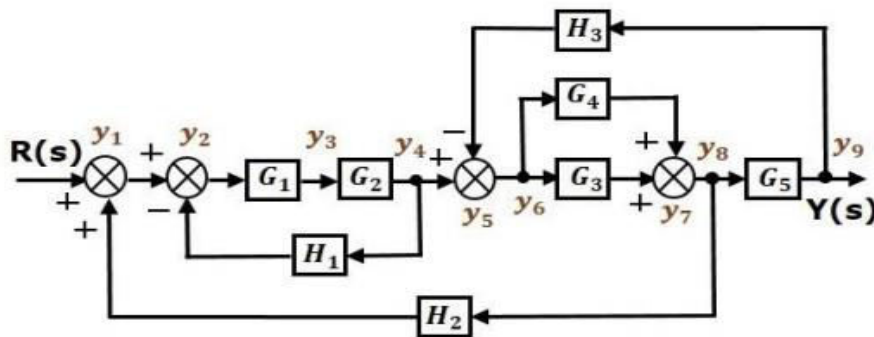 H₃
G₄
−
y₁ y₂ y₃ y₄ y₈ y₉
R(s) + + + G₁ G₂ + G₃ G₅
+ − y₅ y₆ + y₇ Y(s)
+
H₁
H₂